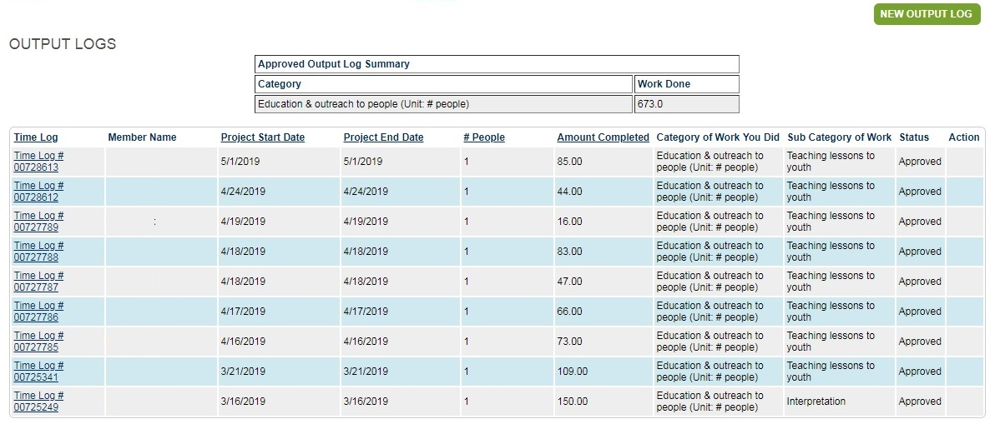 NEW OUTPUT LOG
OUTPUT LOGS
Approved Output Log Summary
Category Work Done
Education & outreach to people (Unit: # people) 673.0
Time Log Member Name Project Start Date Project End Date # People Amount Completed Category of Work You Did Sub Category of Work Status Action
Time Log # Education & outreach to Teaching lessons to
00728613 5/1/2019 5/1/2019 1 85.00 people (Unit: # people) youth Approved
Time Log # Education & outreach to Teaching lessons to
00728612 4/24/2019 4/24/2019 1 44.00 people (Unit: # people) youth Approved
Time Log # Education & outreach to Teaching lessons to
00727789 : 4/19/2019 4/19/2019 1 16.00 people (Unit: # people) youth Approved
Time Log # Education & outreach to Teaching lessons to
00727788 4/18/2019 4/18/2019 1 83.00 people (Unit: # people) youth Approved
Time Log # Education & outreach to Teaching lessons to
00727787 4/18/2019 4/18/2019 1 47.00 people (Unit: # people) youth Approved
Time Log # Education & outreach to Teaching lessons to
00727786 4/17/2019 4/17/2019 1 66.00 people (Unit: # people) youth Approved
Time Log # Education & outreach to Teaching lessons to
00727785 4/16/2019 4/16/2019 1 73.00 people (Unit: # people) youth Approved
Time Log # Education & outreach to Teaching lessons to
00725341 3/21/2019 3/21/2019 1 109.00 people (Unit: # people) youth Approved
Time Log # Education & outreach to
00725249 3/16/2019 3/16/2019 1 150.00 people (Unit: # people) Interpretation Approved